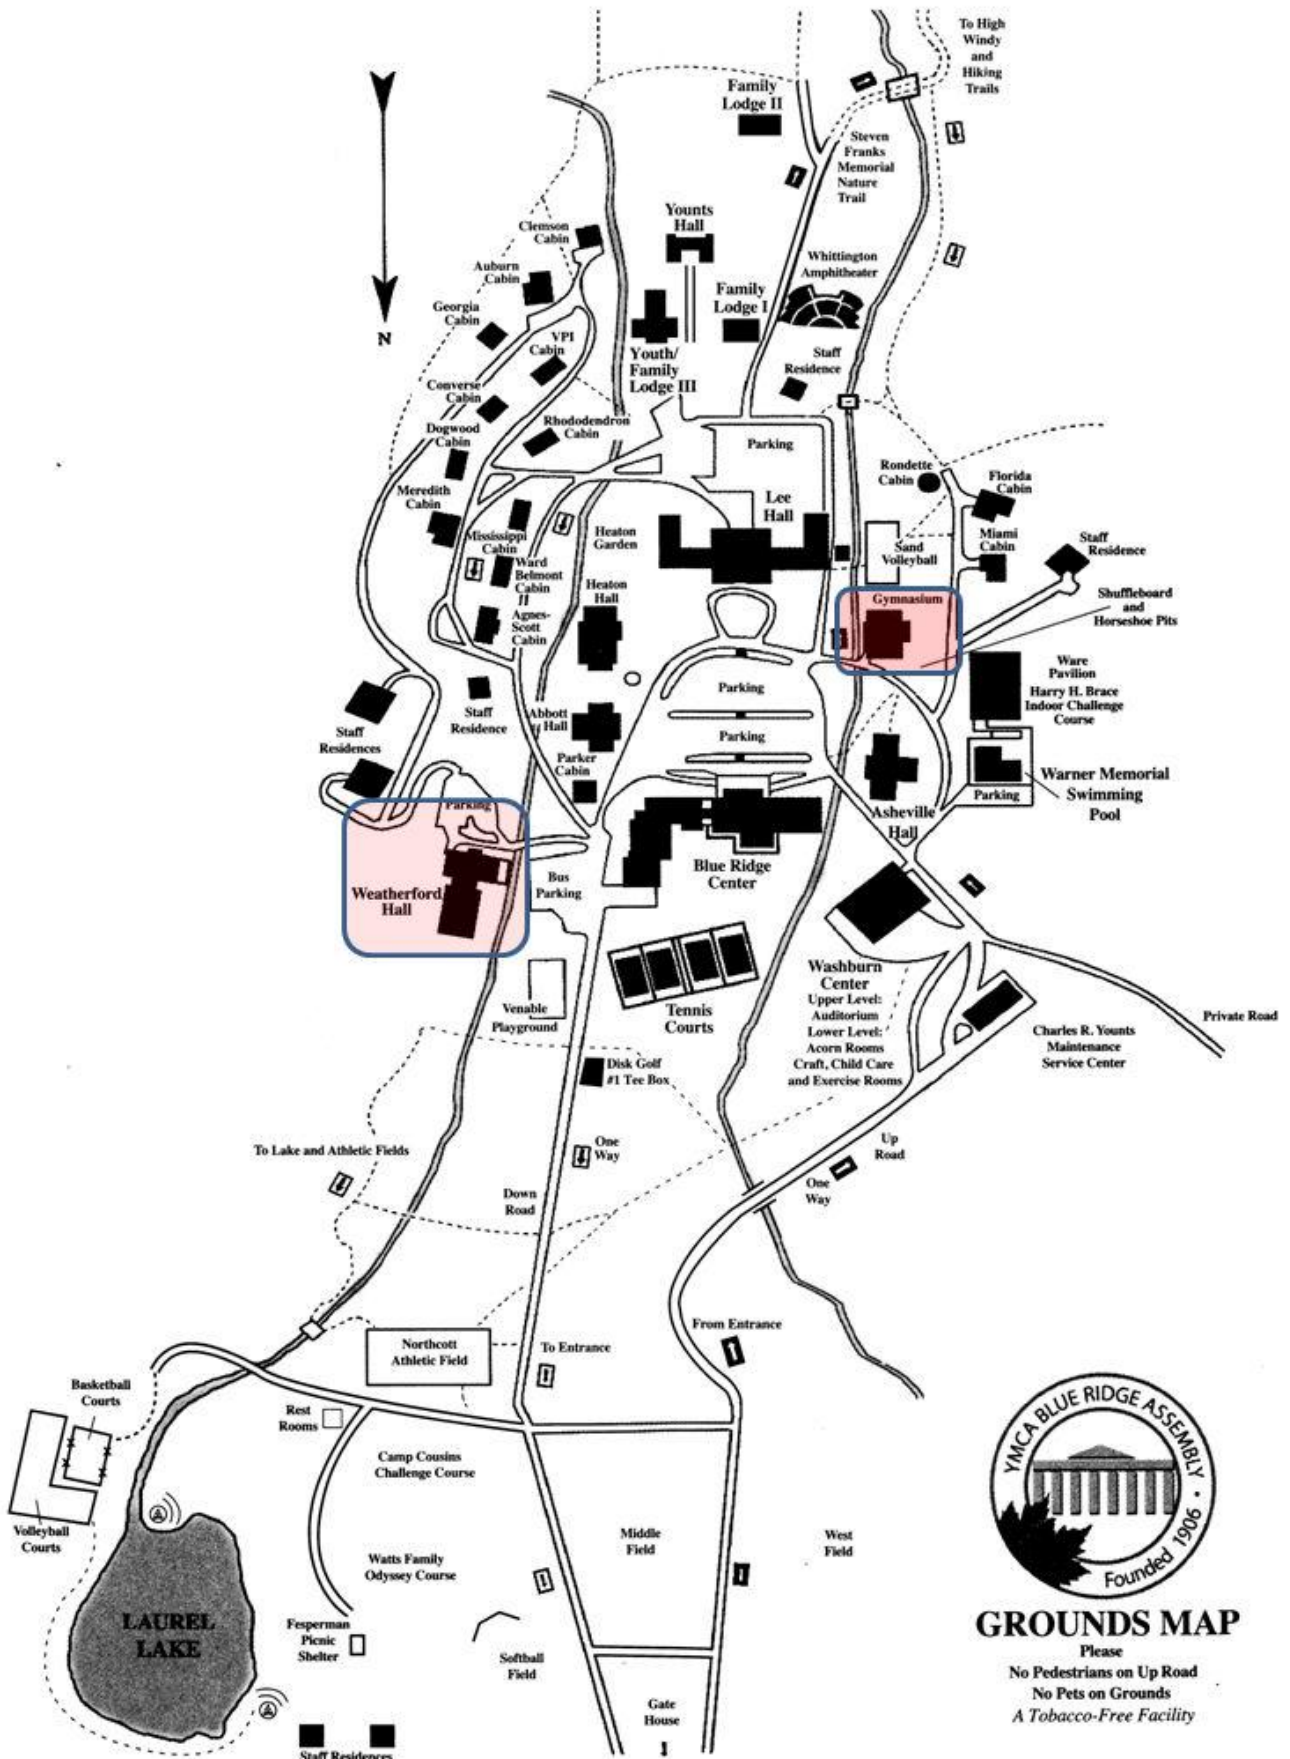 To High
Windy
and
Hiking
Trails
Family
Lodge II
Steven
Franks
Memorial
Nature
Trail
Younts
Hall
Clemson
Cabin
Whittington
Amphitheater
Auburn
Cabin
Family
Lodge I
Georgia
Cabin
N
VPI
Cabin
Youth/
Family
Lodge III
Staff
Residence
Converse
Cabin
Dogwood
Cabin
Rhododendron
Cabin
Parking
Rondette
Cabin
Florida
Cabin
Meredith
Cabin
Lee
Hall
Mississippi
Cabin
Heaton
Garden
Sand
Volleyball
Miami
Cabin
Staff
Residence
Ward
Belmont
Cabin
Heaton
Hall
Gymnasium
Shuffleboard
and
Horseshoe Pits
Agnes-
Scott
Cabin
Ware
Pavilion
Harry H. Brace
Indoor Challenge
Course
Parking
Staff
Residence
Abbott
Hall
Staff
Residences
Parking
Parker
Cabin
Warner Memorial
Swimming
Pool
Parking
Parking
Asheville
Hall
Blue Ridge
Center
Bus
Parking
Weatherford
Hall
Washburn
Center
Upper Level:
Auditorium
Lower Level:
Acorn Rooms
Craft, Child Care
and Exercise Rooms
Venable
Playground
Tennis
Courts
Private Road
Charles R. Younts
Maintenance
Service Center
Disk Golf
#1 Tee Box
To Lake and Athletic Fields
One
Way
Up
Road
One
Way
Down
Road
From Entrance
Northcott
Athletic Field
To Entrance
Basketball
Courts
Rest
Rooms
Camp Cousins
Challenge Course
Volleyball
Courts
Middle
Field
West
Field
Watts Family
Odyssey Course
LAUREL
LAKE
Fesperman
Picnic
Shelter
Softball
Field
Gate
House
Staff Residences
YMCA BLUE RIDGE ASSEMBLY
Founded 1906
GROUNDS MAP
Please
No Pedestrians on Up Road
No Pets on Grounds
A Tobacco-Free Facility